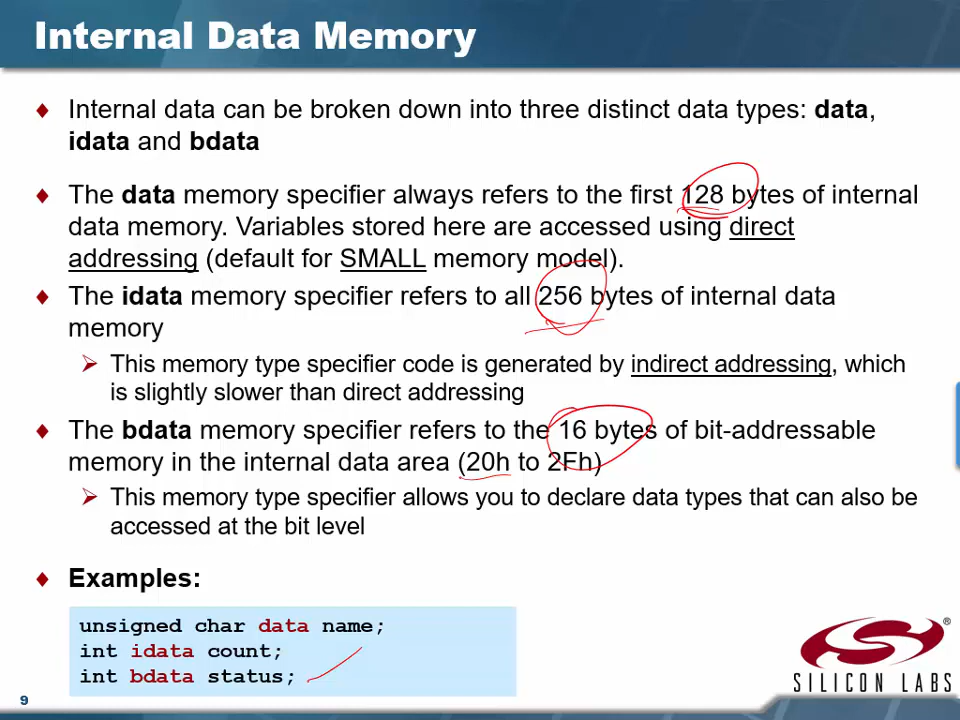 Internal Data Memory
Internal data can be broken down into three distinct data types: data,
idata and bdata
The data memory specifier always refers to the first 128 bytes of internal
data memory. Variables stored here are accessed using direct
addressing (default for SMALL memory model).
The idata memory specifier refers to all 256 bytes of internal data
memory
This memory type specifier code is generated by indirect addressing, which
is slightly slower than direct addressing
The bdata memory specifier refers to the 16 bytes of bit-addressable
memory in the internal data area (20h to 2Fh)
This memory type specifier allows you to declare data types that can also be
accessed at the bit level
Examples:
unsigned char data name;
int idata count;
int bdata status;
®
SILICON LABS
9